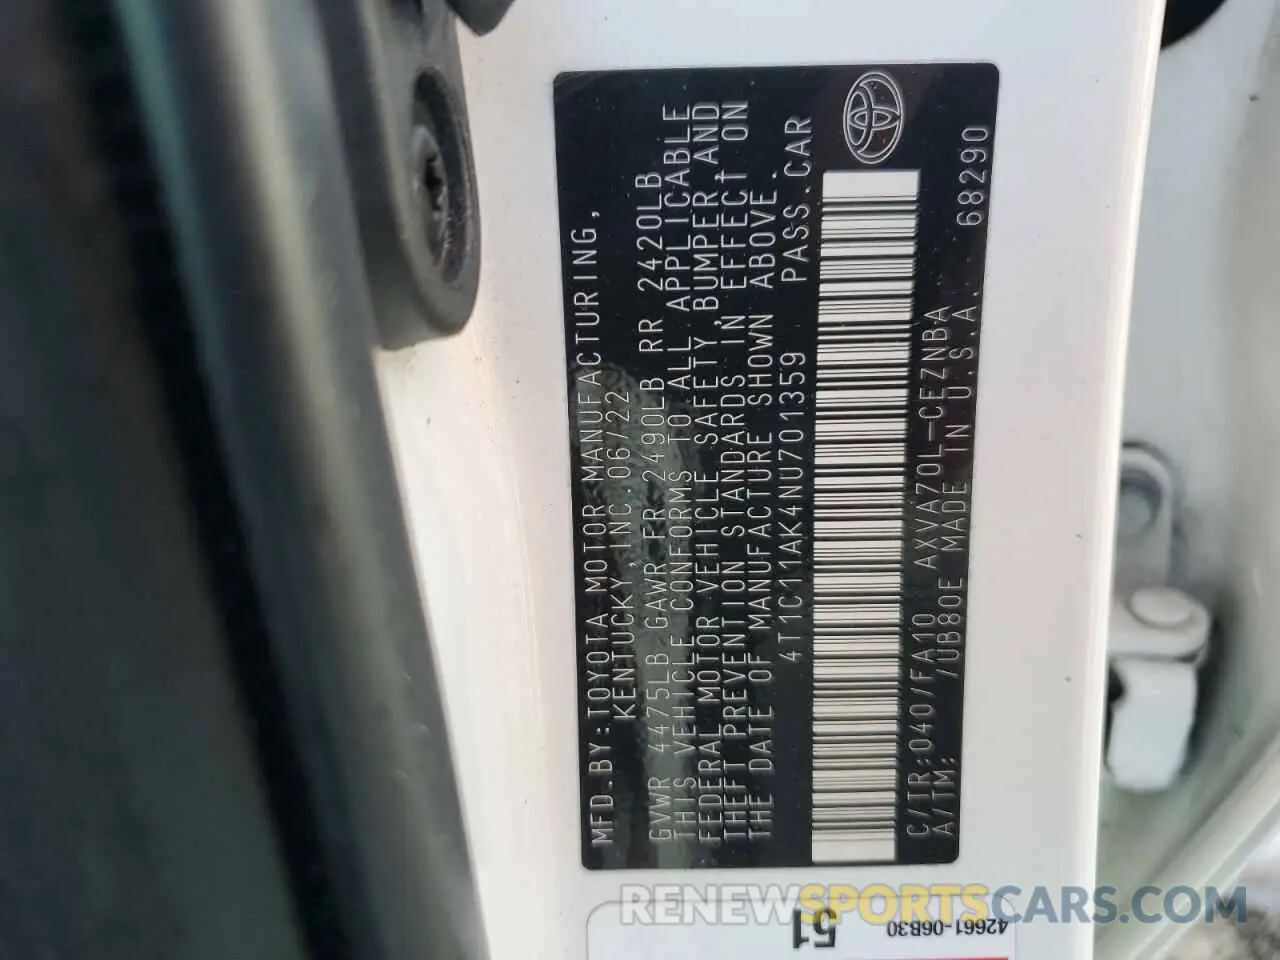 MFD.BY:TOYOTA MOTOR MANUFACTURING,
KENTUCKY,INC.06/22
GVWR 4475LB GAWR FR 2490LB RR 2420LB
THIS VEHICLE CONFORMS TO ALL APPLICABLE
FEDERAL MOTOR VEHICLE SAFETY,BUMPER AND
THEFT PREVENTION STANDARDS IN EFFECT ON
THE DATE OF MANUFACTURE SHOWN ABOVE.
4T1C11AK4NU701359 PASS.CAR
C/TR:040/FA10 AXVA70L-CEZNBA
A/TM: /UB80E MADE IN U.S.A. 68290
51
42661-06B30
RENEWSPORTSCARS.COM